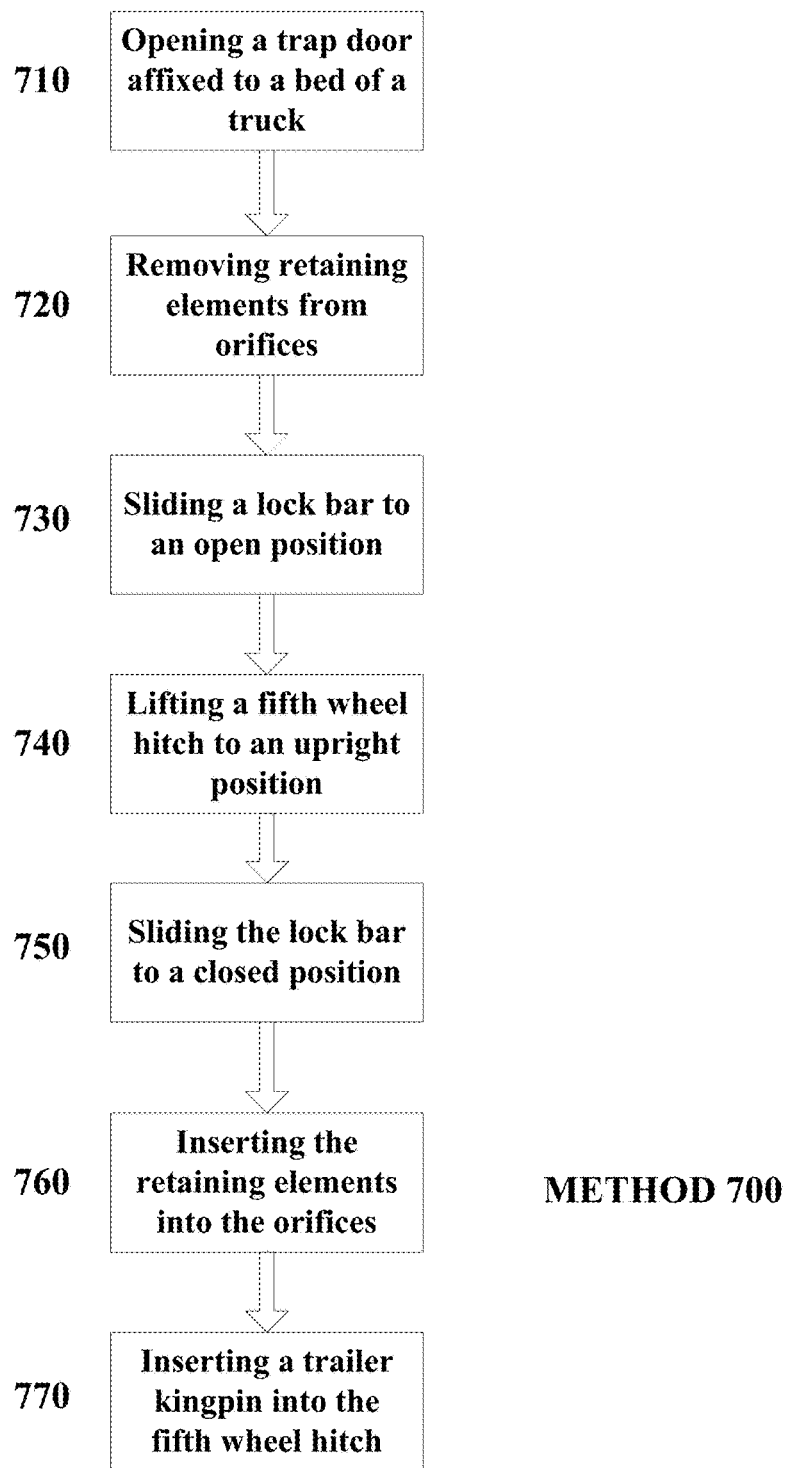 710
Opening a trap door
affixed to a bed of a
truck
720
Removing retaining
elements from
orifices
730
Sliding a lock bar to
an open position
740
Lifting a fifth wheel
hitch to an upright
position
750
Sliding the lock bar
to a closed position
760
Inserting the
retaining elements
into the orifices
METHOD 700
770
Inserting a trailer
kingpin into the
fifth wheel hitch